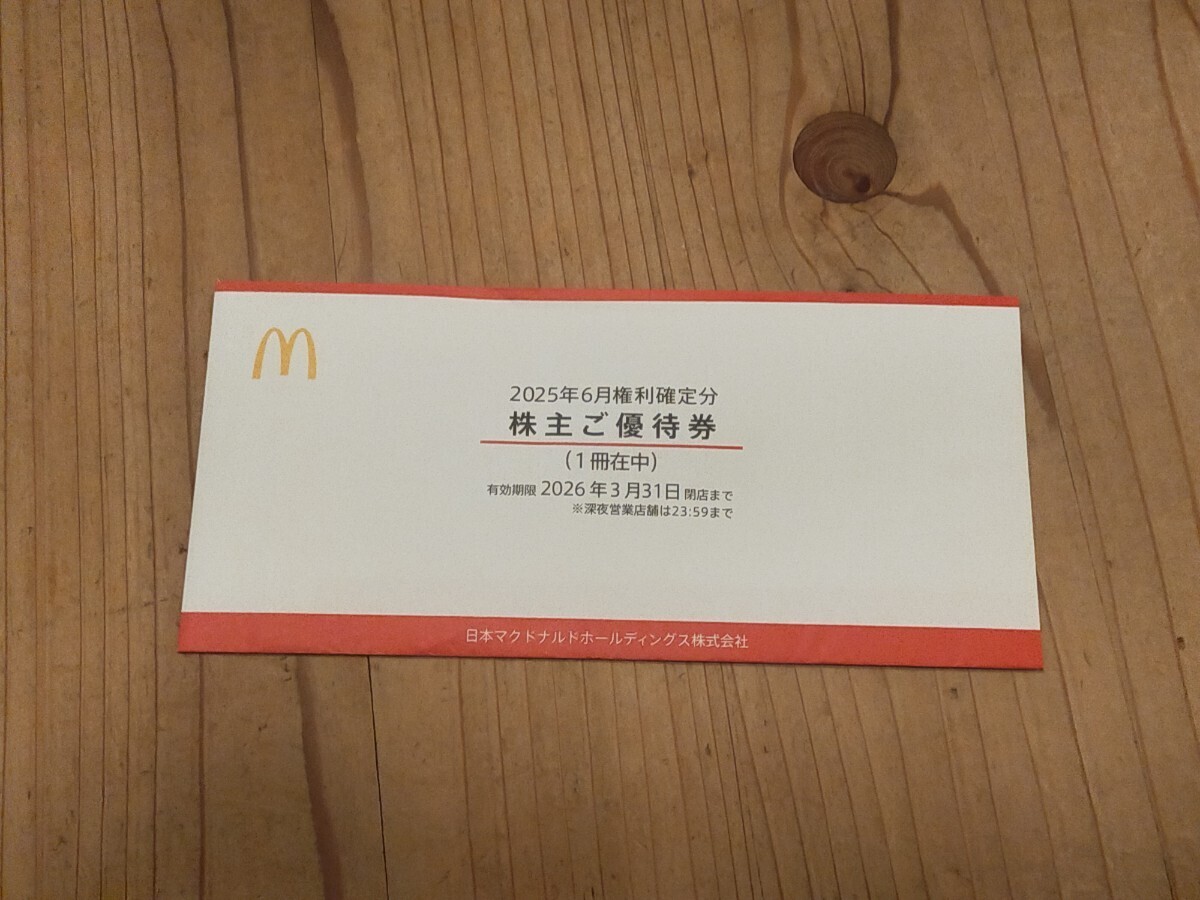 2025年6月権利確定分
株主ご優待券
（1冊在中）
有効期限 2026年3月31日 閉店まで
※深夜営業店舗は23:59まで
日本マクドナルドホールディングス株式会社